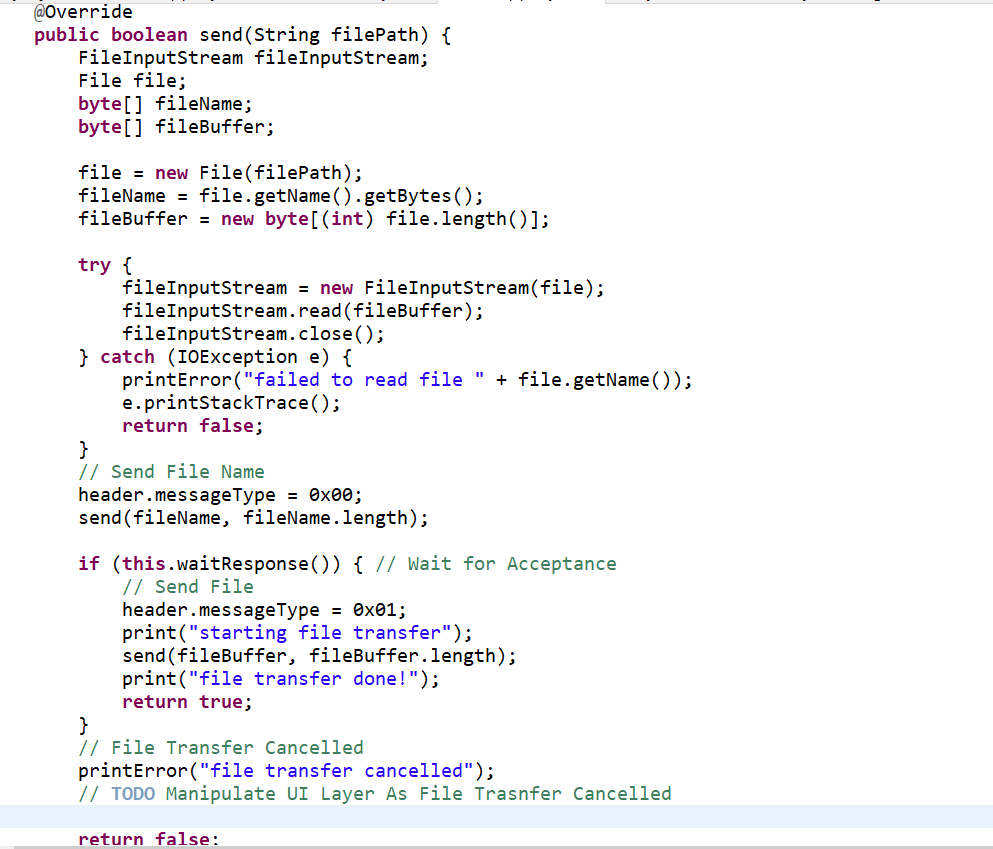 @Override
public boolean send(String filePath) {
    FileInputStream fileInputStream;
    File file;
    byte[] fileName;
    byte[] fileBuffer;

    file = new File(filePath);
    fileName = file.getName().getBytes();
    fileBuffer = new byte[(int) file.length()];

    try {
        fileInputStream = new FileInputStream(file);
        fileInputStream.read(fileBuffer);
        fileInputStream.close();
    } catch (IOException e) {
        printError("failed to read file " + file.getName());
        e.printStackTrace();
        return false;
    }
    // Send File Name
    header.messageType = 0x00;
    send(fileName, fileName.length);

    if (this.waitResponse()) { // Wait for Acceptance
        // Send File
        header.messageType = 0x01;
        print("starting file transfer");
        send(fileBuffer, fileBuffer.length);
        print("file transfer done!");
        return true;
    }
    // File Transfer Cancelled
    printError("file transfer cancelled");
    // TODO Manipulate UI Layer As File Trasnfer Cancelled

    return false;